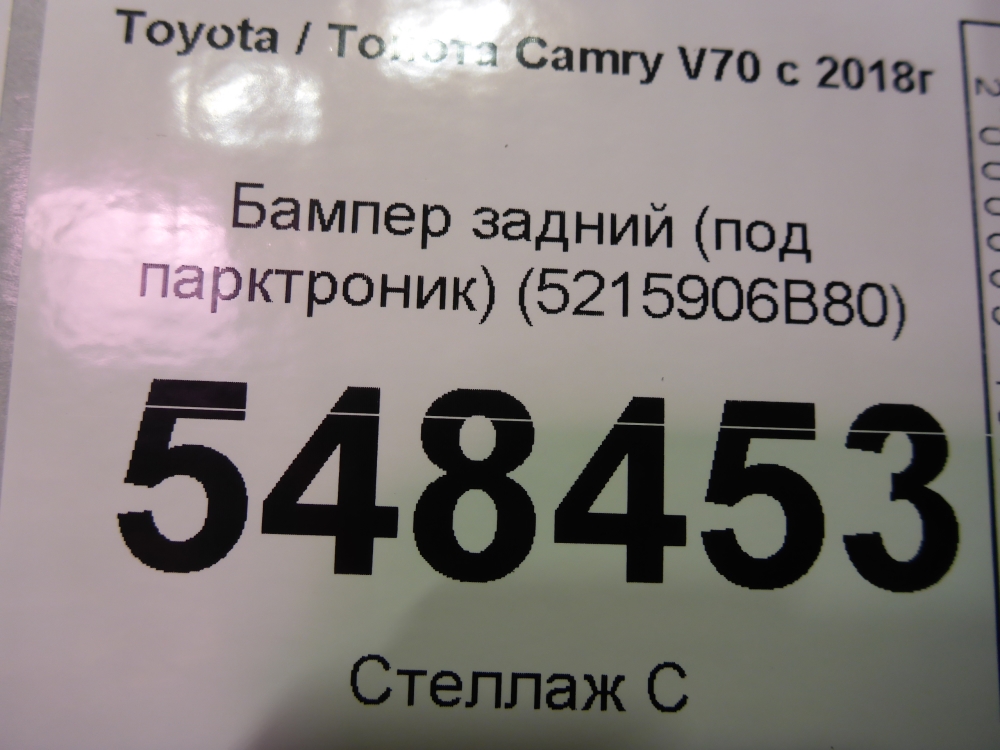 Toyota / Toyota Camry V70 с 2018г
Бампер задний (под
парктроник) (5215906B80)
548453
Стеллаж С